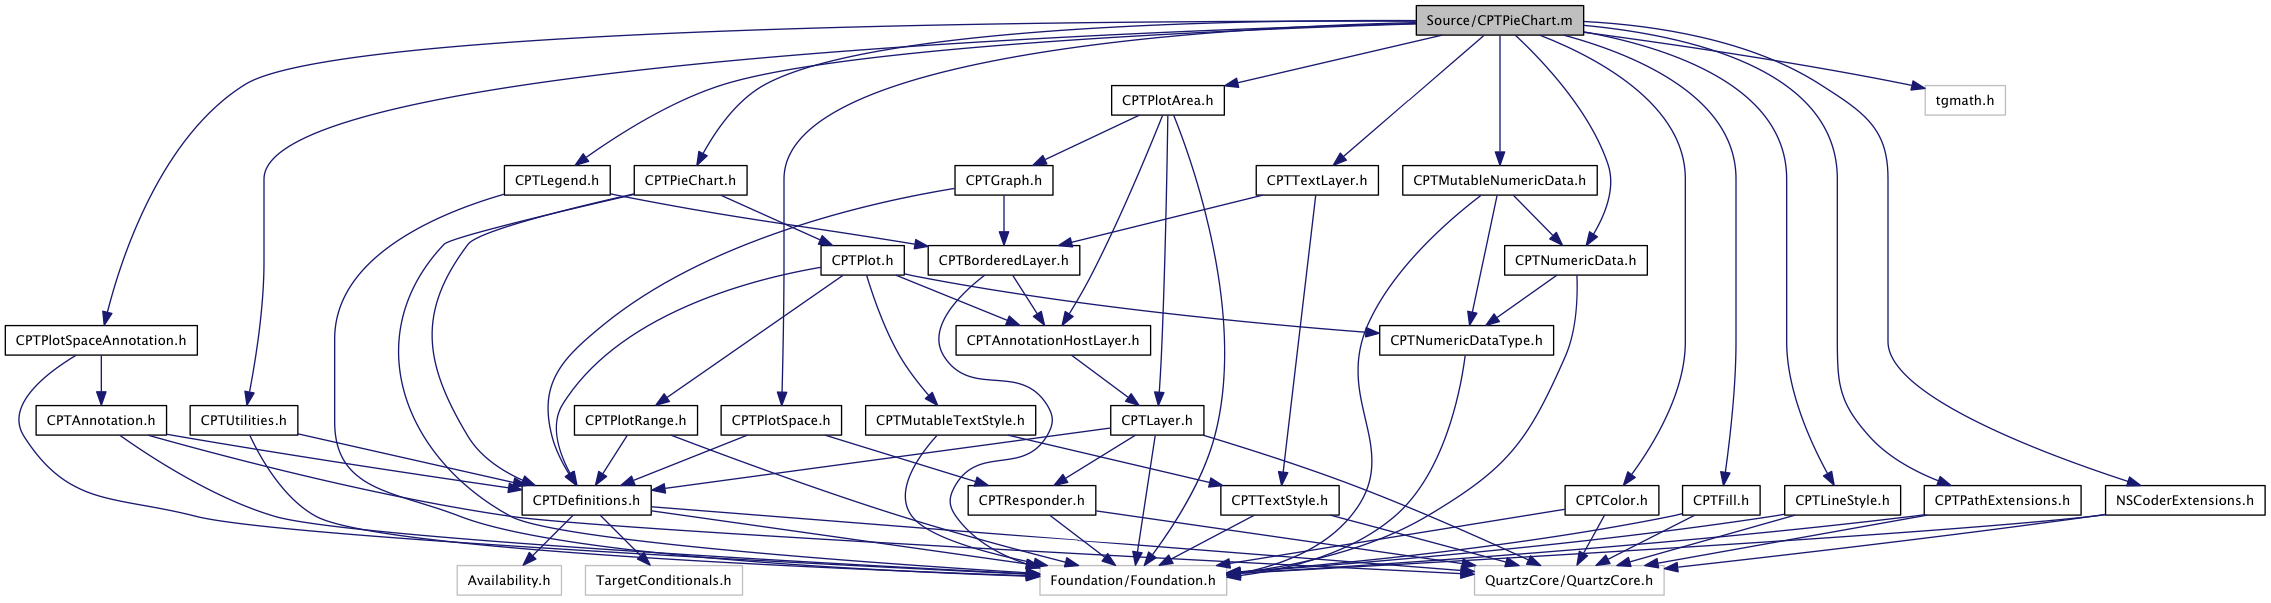 Source/CPTPieChart.m
CPTPlotArea.h
tgmath.h
CPTLegend.h
CPTPieChart.h
CPTGraph.h
CPTTextLayer.h
CPTMutableNumericData.h
CPTPlot.h
CPTBorderedLayer.h
CPTNumericData.h
CPTPlotSpaceAnnotation.h
CPTAnnotationHostLayer.h
CPTNumericDataType.h
CPTAnnotation.h
CPTUtilities.h
CPTPlotRange.h
CPTPlotSpace.h
CPTMutableTextStyle.h
CPTLayer.h
CPTDefinitions.h
CPTResponder.h
CPTTextStyle.h
CPTColor.h
CPTFill.h
CPTLineStyle.h
CPTPathExtensions.h
NSCoderExtensions.h
Availability.h
TargetConditionals.h
Foundation/Foundation.h
QuartzCore/QuartzCore.h